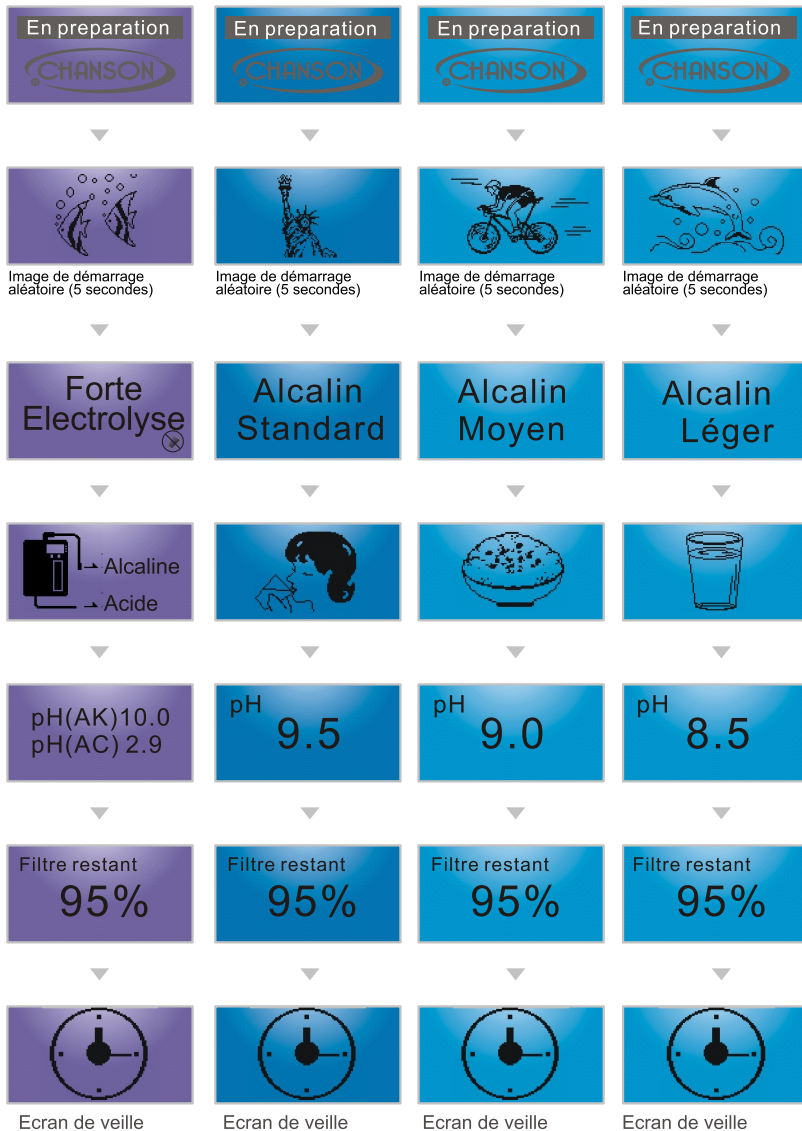 En preparation
CHANSON
En preparation
CHANSON
En preparation
CHANSON
En preparation
CHANSON
Image de démarrage
aléatoire (5 secondes)
Image de démarrage
aléatoire (5 secondes)
Image de démarrage
aléatoire (5 secondes)
Image de démarrage
aléatoire (5 secondes)
Forte
Electrolyse
Alcalin
Standard
Alcalin
Moyen
Alcalin
Léger
Alcaline
Acide
pH(AK)10.0
pH(AC) 2.9
pH
9.5
pH
9.0
pH
8.5
Filtre restant
95%
Filtre restant
95%
Filtre restant
95%
Filtre restant
95%
Ecran de veille
Ecran de veille
Ecran de veille
Ecran de veille